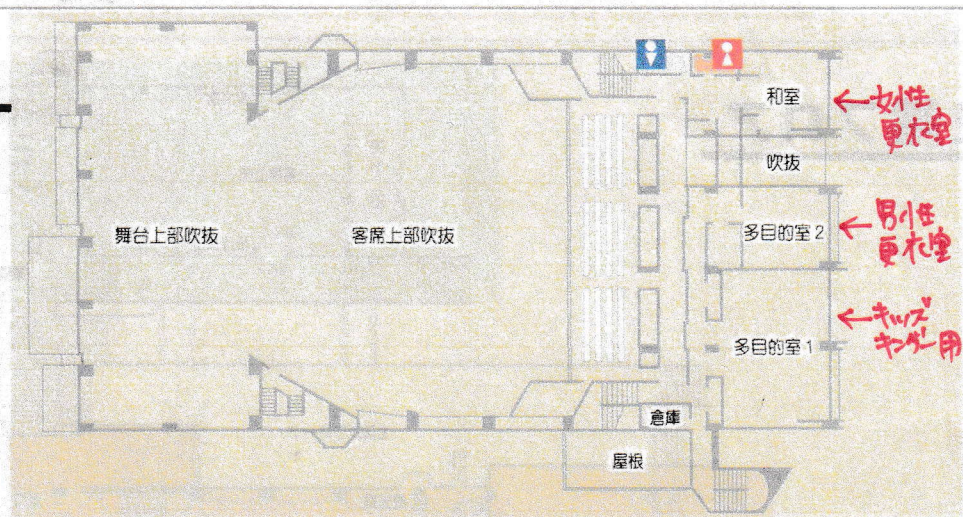 和室
←女性
更衣室
吹抜
舞台上部吹抜
客席上部吹抜
多目的室2
←男性
更衣室
多目的室1
←キッズ
キンダー用
倉庫
屋根